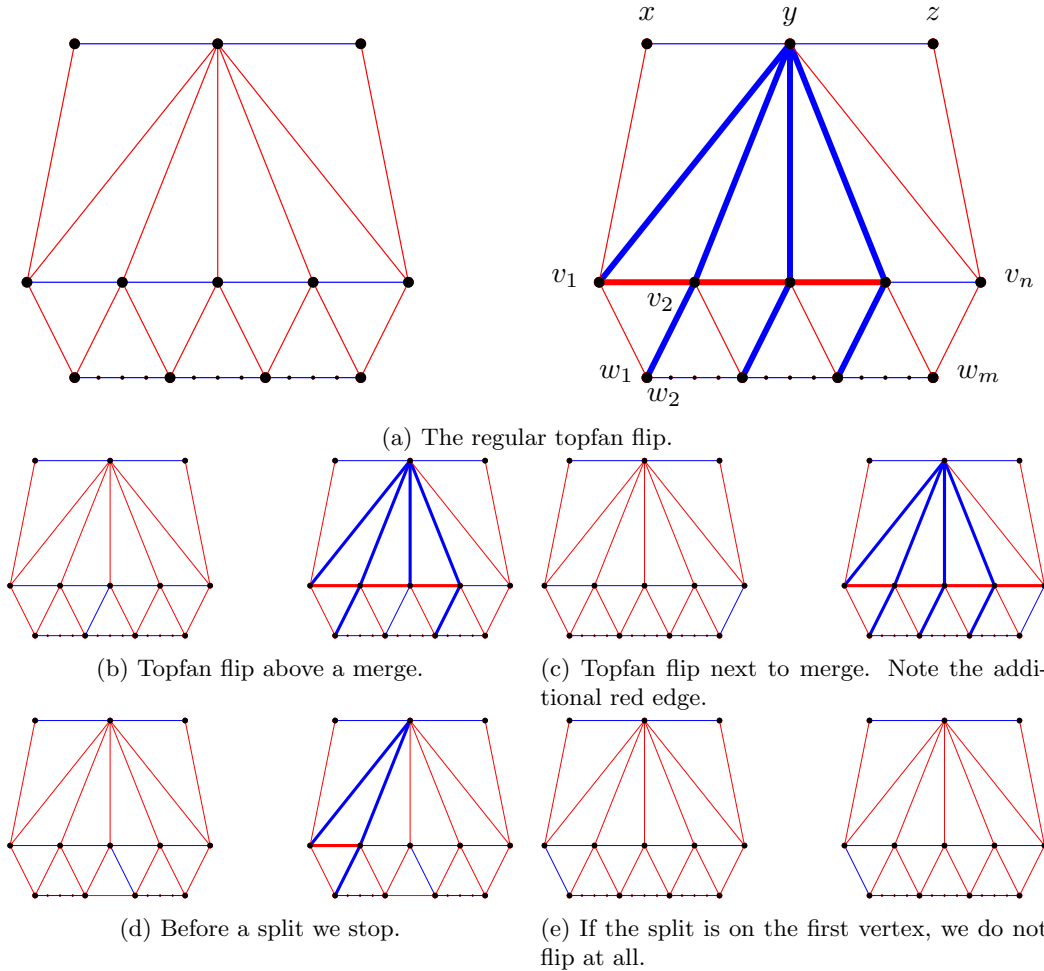 x y z
v₁ v₂ vₙ
w₁ w₂ wₘ
(a) The regular topfan flip.
(b) Topfan flip above a merge.
(c) Topfan flip next to merge. Note the addi-
tional red edge.
(d) Before a split we stop.
(e) If the split is on the first vertex, we do not
flip at all.